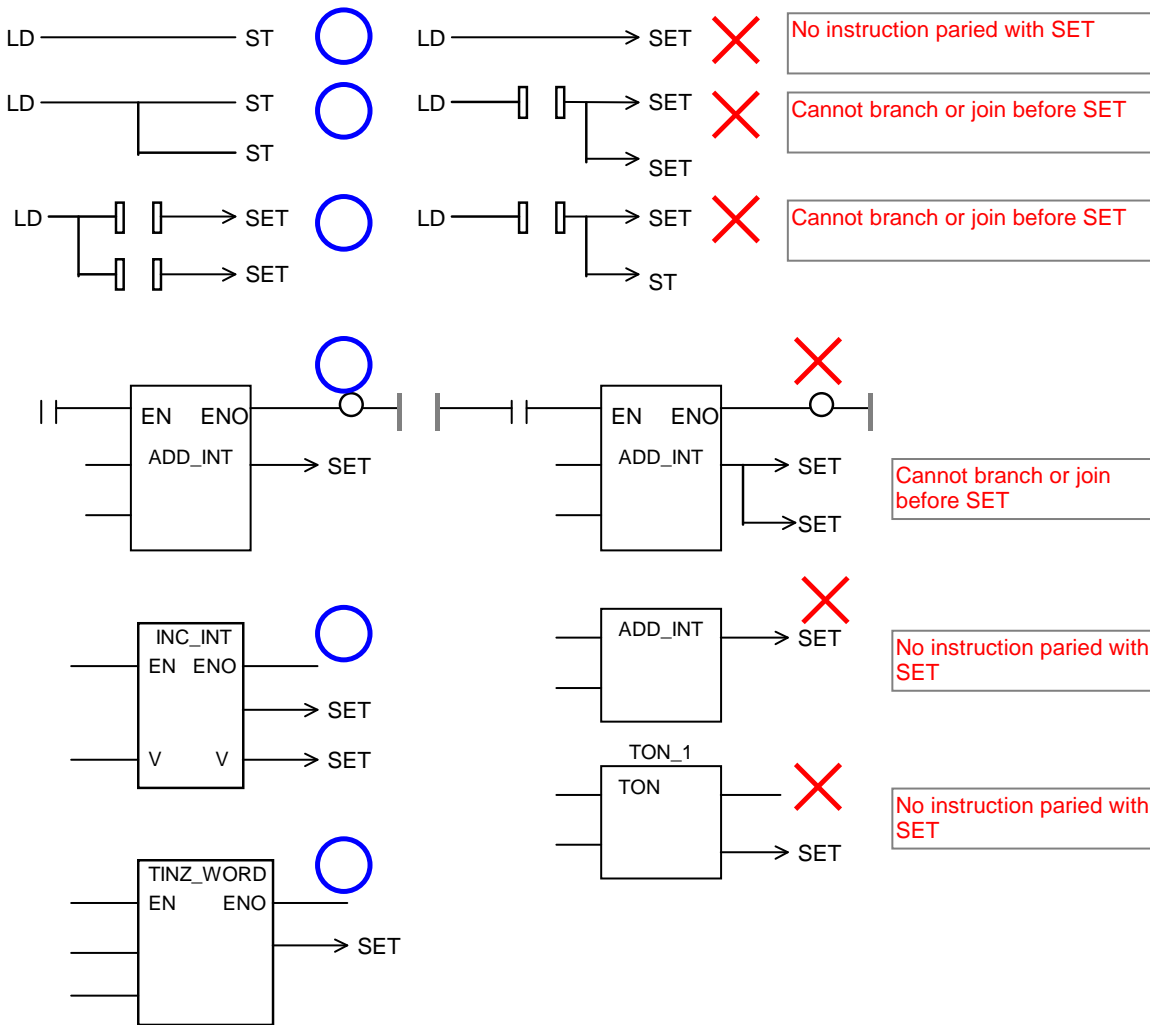 LD ST LD SET No instruction paried with SET
LD ST LD SET Cannot branch or join before SET
ST SET
LD SET LD SET Cannot branch or join before SET
SET ST
EN ENO EN ENO
ADD_INT SET ADD_INT SET Cannot branch or join
before SET
SET
INC_INT ADD_INT SET No instruction paried with
SET
EN ENO
SET
V V SET
TON_1
TON No instruction paried with
SET
SET
TINZ_WORD
EN ENO
SET